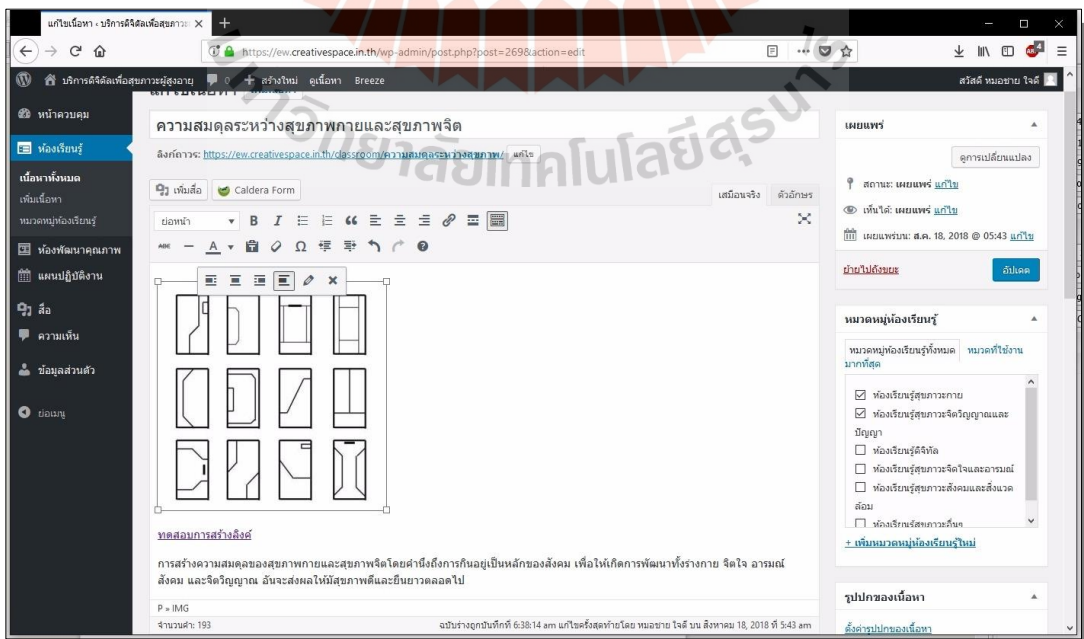 แก้ไขเนื้อหา ‹ บริการดิจิตัลเพื่อสุขภาวะ
https://ew.creativespace.in.th/wp-admin/post.php?post=269&action=edit
บริการดิจิตัลเพื่อสุขภาวะผู้สูงอายุ 0 + สร้างใหม่ ดูเนื้อหา Breeze สวัสดี หมอชาย ใจดี
หน้าควบคุม
ห้องเรียนรู้
เนื้อหาทั้งหมด
เพิ่มเนื้อหา
หมวดหมู่ห้องเรียนรู้
ห้องพัฒนาคุณภาพ
แผนปฏิบัติงาน
สื่อ
ความเห็น
ข้อมูลส่วนตัว
ย่อเมนู
ความสมดุลระหว่างสุขภาพกายและสุขภาพจิต
ลิงก์ถาวร: https://ew.creativespace.in.th/classroom/ความสมดุลระหว่างสุขภาพ/ แก้ไข
เพิ่มสื่อ Caldera Form
เสมือนจริง ตัวอักษร
ย่อหน้า
ทดสอบการสร้างลิงค์
การสร้างความสมดุลของสุขภาพกายและสุขภาพจิตโดยคำนึงถึงการกินอยู่เป็นหลักของสังคม เพื่อให้เกิดการพัฒนาทั้งร่างกาย จิตใจ อารมณ์
สังคม และจิตวิญญาณ อันจะส่งผลให้มีสุขภาพดีและยืนยาวตลอดไป
P » IMG
จำนวนคำ: 193 ฉบับร่างถูกบันทึกที่ 6:38:14 am แก้ไขครั้งสุดท้ายโดย หมอชาย ใจดี บน สิงหาคม 18, 2018 ที่ 5:43 am
เผยแพร่
ดูการเปลี่ยนแปลง
สถานะ: เผยแพร่ แก้ไข
เห็นได้: เผยแพร่ แก้ไข
เผยแพร่บน: ส.ค. 18, 2018 @ 05:43 แก้ไข
ย้ายไปถังขยะ อัปเดต
หมวดหมู่ห้องเรียนรู้
หมวดหมู่ห้องเรียนรู้ทั้งหมด หมวดที่ใช้งาน
มากที่สุด
ห้องเรียนรู้สุขภาวะกาย
ห้องเรียนรู้สุขภาวะจิตวิญญาณและ
ปัญญา
ห้องเรียนรู้ดิจิทัล
ห้องเรียนรู้สุขภาวะจิตใจและอารมณ์
ห้องเรียนรู้สุขภาวะสังคมและสิ่งแวด
ล้อม
ห้องเรียนรู้สุขภาวะอื่นๆ
+ เพิ่มหมวดหมู่ห้องเรียนรู้ใหม่
รูปปกของเนื้อหา
ตั้งค่ารูปปกของเนื้อหา